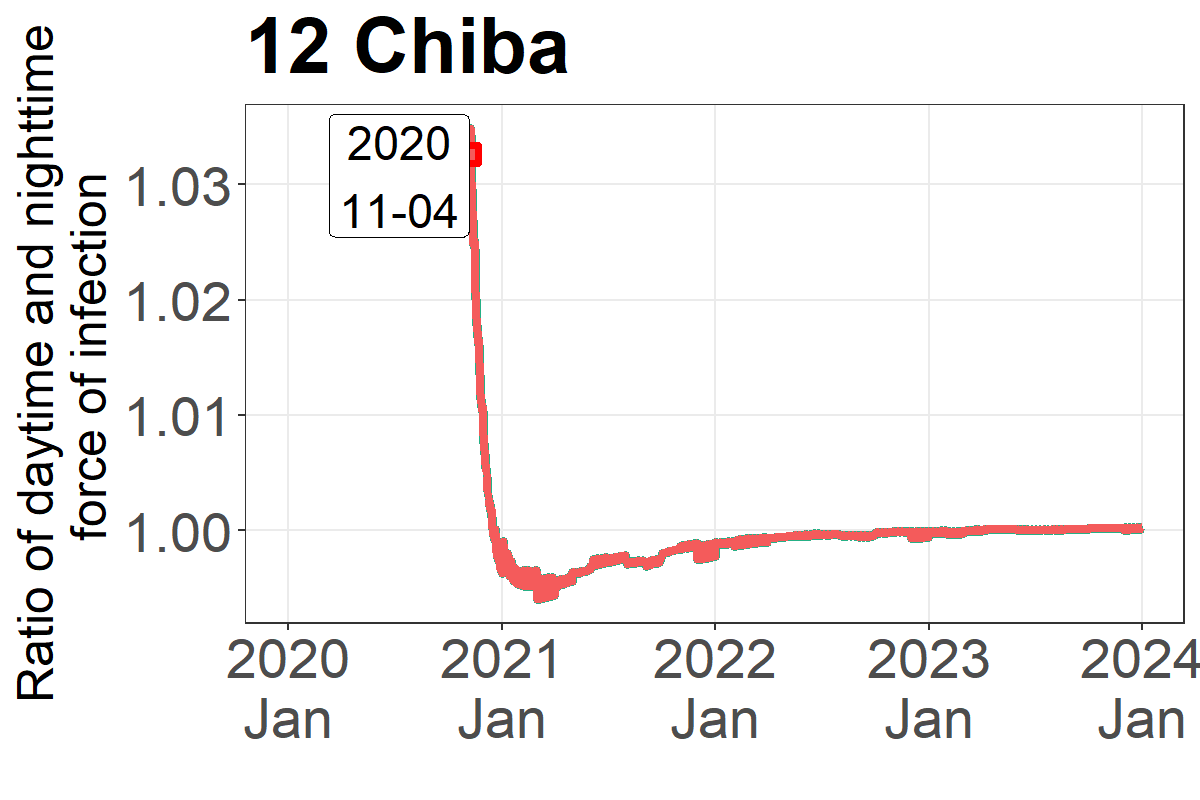 12 Chiba
Ratio of daytime and nighttime
force of infection
2020
11-04
1.03
1.02
1.01
1.00
2020 2021 2022 2023 2024
Jan Jan Jan Jan Jan